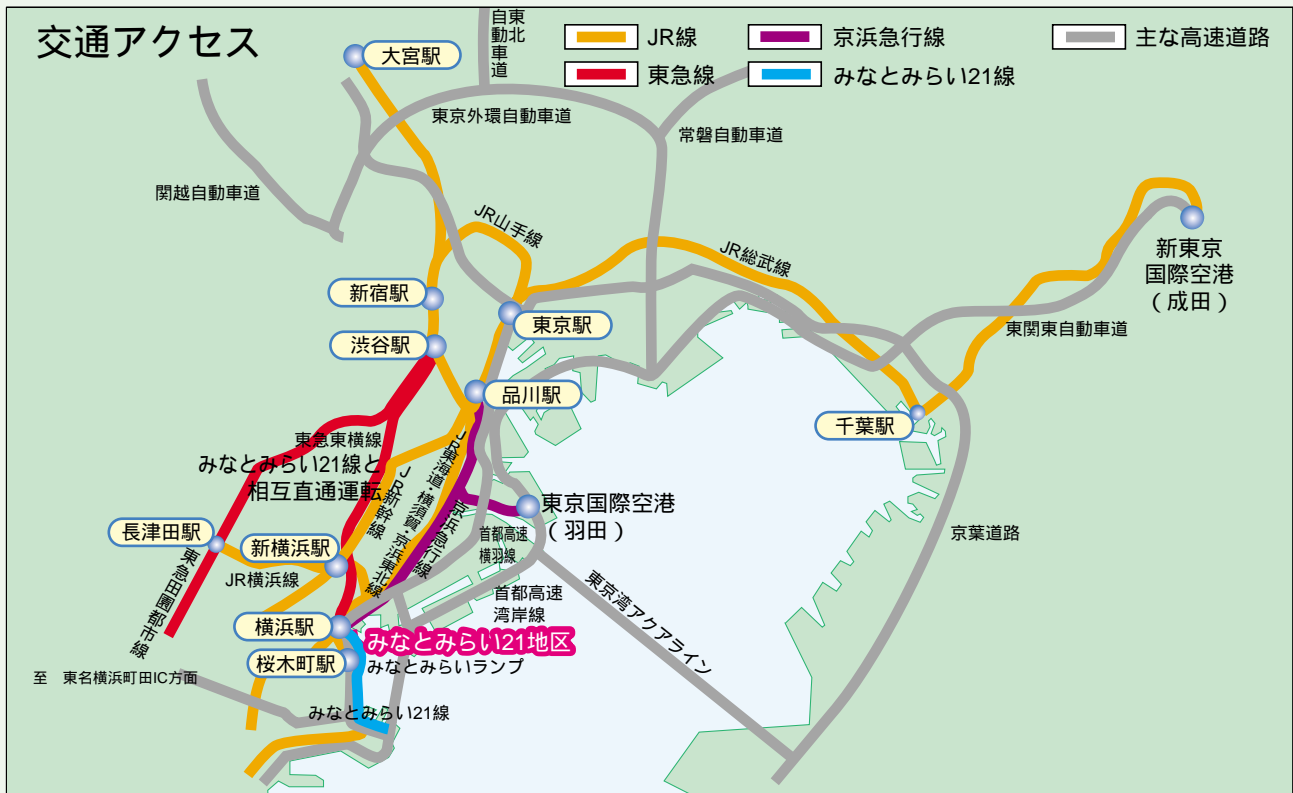 交通アクセス
JR線
京浜急行線
主な高速道路
東急線
みなとみらい21線
東北
自動車道
大宮駅
東京外環自動車道
常磐自動車道
関越自動車道
JR山手線
JR総武線
新東京
国際空港
(成田)
新宿駅
東京駅
東関東自動車道
渋谷駅
品川駅
千葉駅
東急東横線
みなとみらい21線と
相互直通運転
JR新幹線
JR東海道・横須賀・京浜東北線
京浜急行線
東京国際空港
(羽田)
長津田駅
新横浜駅
首都高速
横羽線
京葉道路
JR横浜線
東急田園都市線
首都高速
湾岸線
東京湾アクアライン
横浜駅
みなとみらい21地区
桜木町駅
みなとみらいランプ
至 東名横浜町田IC方面
みなとみらい21線